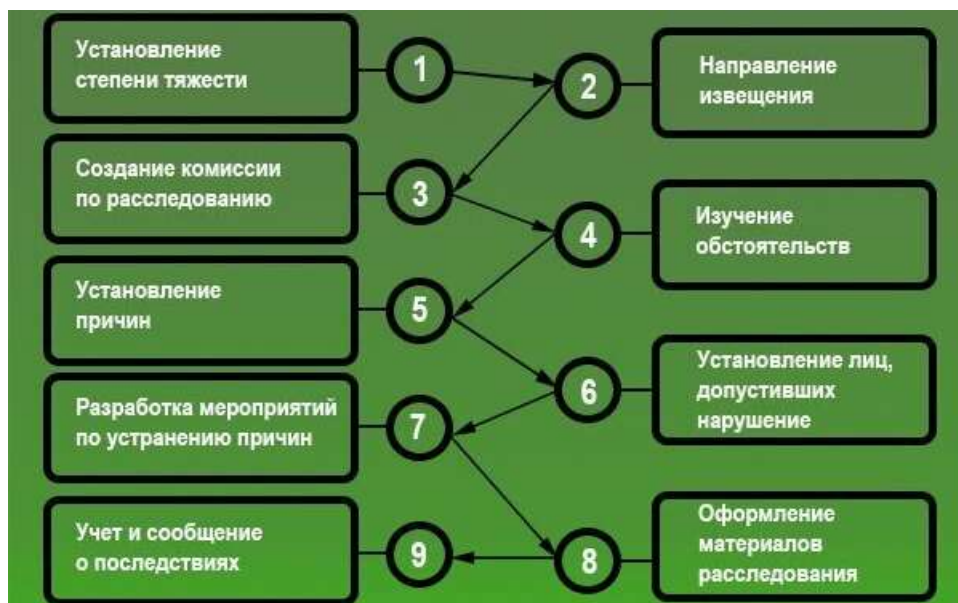 Установление
степени тяжести
1
2
Направление
извещения
Создание комиссии
по расследованию
3
4
Изучение
обстоятельств
Установление
причин
5
6
Установление лиц,
допустивших
нарушение
Разработка мероприятий
по устранению причин
7
8
Оформление
материалов
расследования
Учет и сообщение
о последствиях
9